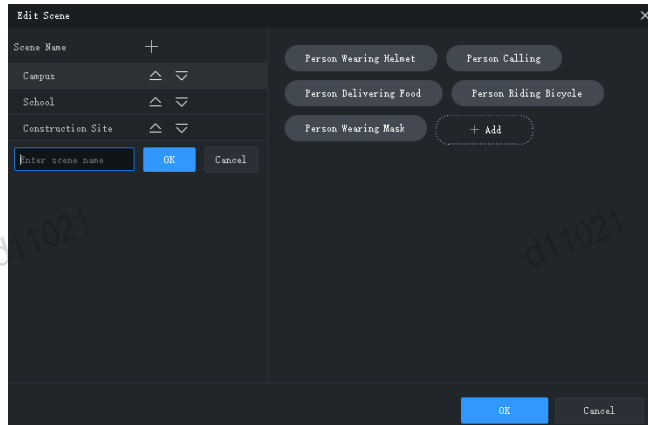 Edit Scene
Scene Name
Campus
School
Construction Site
Enter scene name OK Cancel
Person Wearing Helmet Person Calling
Person Delivering Food Person Riding Bicycle
Person Wearing Mask + Add
d11021
d11021
OK Cancel